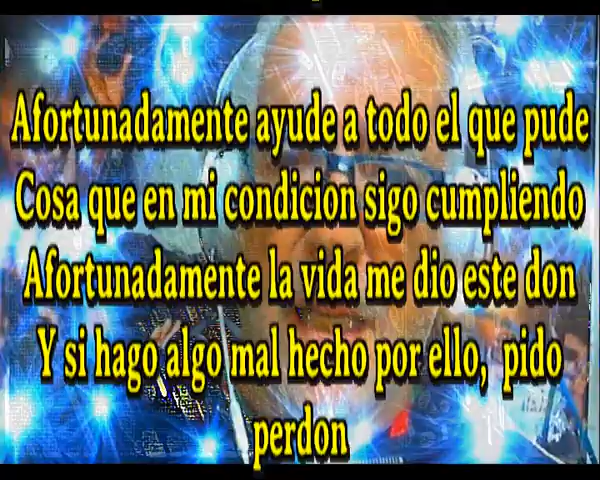 Afortunadamente ayude a todo el que pude
Cosa que en mi condicion sigo cumpliendo
Afortunadamente la vida me dio este don
Y si hago algo mal hecho por ello, pido
perdon